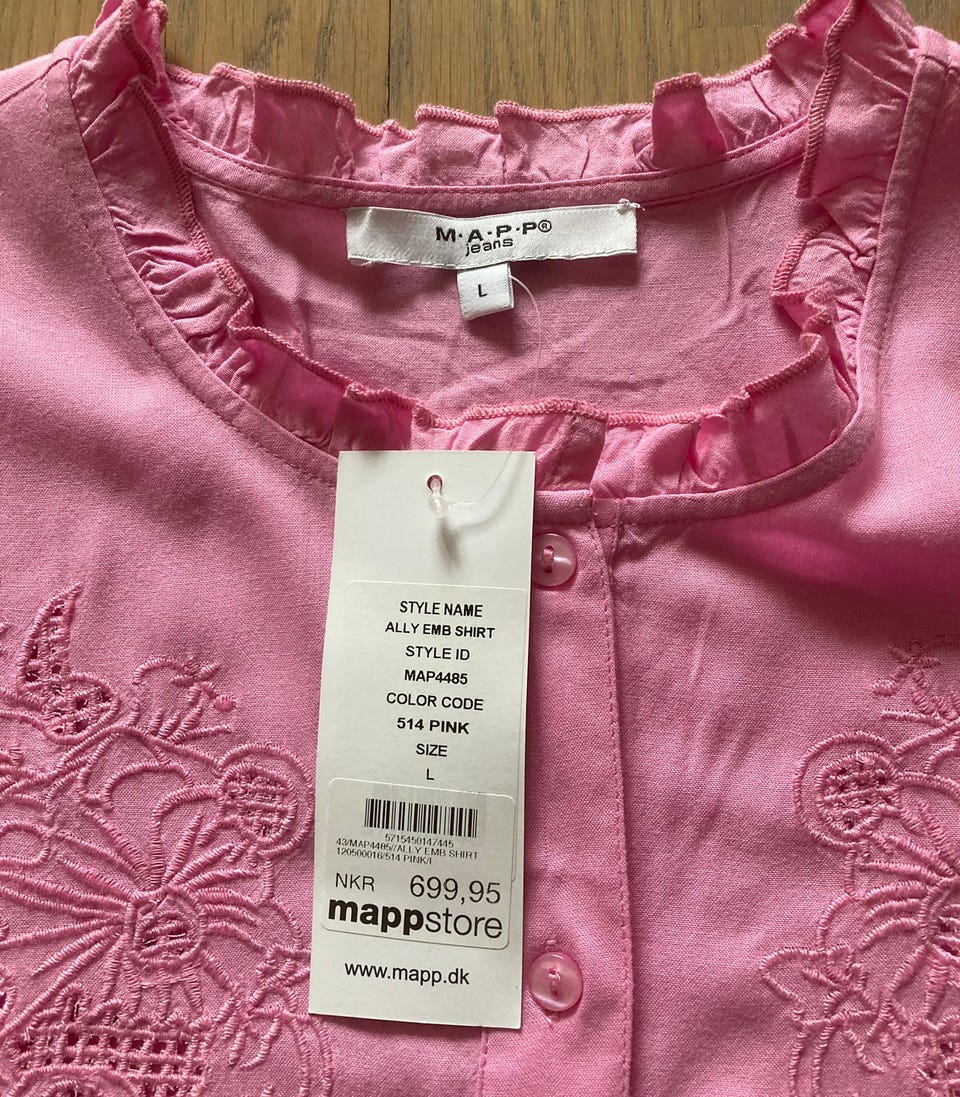 M·A·P·P®
jeans
L
STYLE NAME
ALLY EMB SHIRT
STYLE ID
MAP4485
COLOR CODE
514 PINK
SIZE
L
5715450147445
43/MAP4485//ALLY EMB SHIRT
120500016/514 PINK/l
NKR 699,95
mappstore
www.mapp.dk